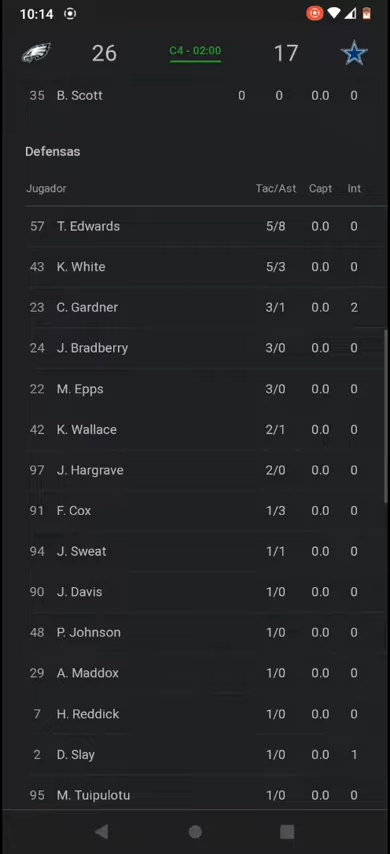 10:14
26 C4 - 02:00 17
35 B. Scott 0 0 0.0 0
Defensas
Jugador Tac/Ast Capt Int
57 T. Edwards 5/8 0.0 0
43 K. White 5/3 0.0 0
23 C. Gardner 3/1 0.0 2
24 J. Bradberry 3/0 0.0 0
22 M. Epps 3/0 0.0 0
42 K. Wallace 2/1 0.0 0
97 J. Hargrave 2/0 0.0 0
91 F. Cox 1/3 0.0 0
94 J. Sweat 1/1 0.0 0
90 J. Davis 1/0 0.0 0
48 P. Johnson 1/0 0.0 0
29 A. Maddox 1/0 0.0 0
7 H. Reddick 1/0 0.0 0
2 D. Slay 1/0 0.0 1
95 M. Tuipulotu 1/0 0.0 0